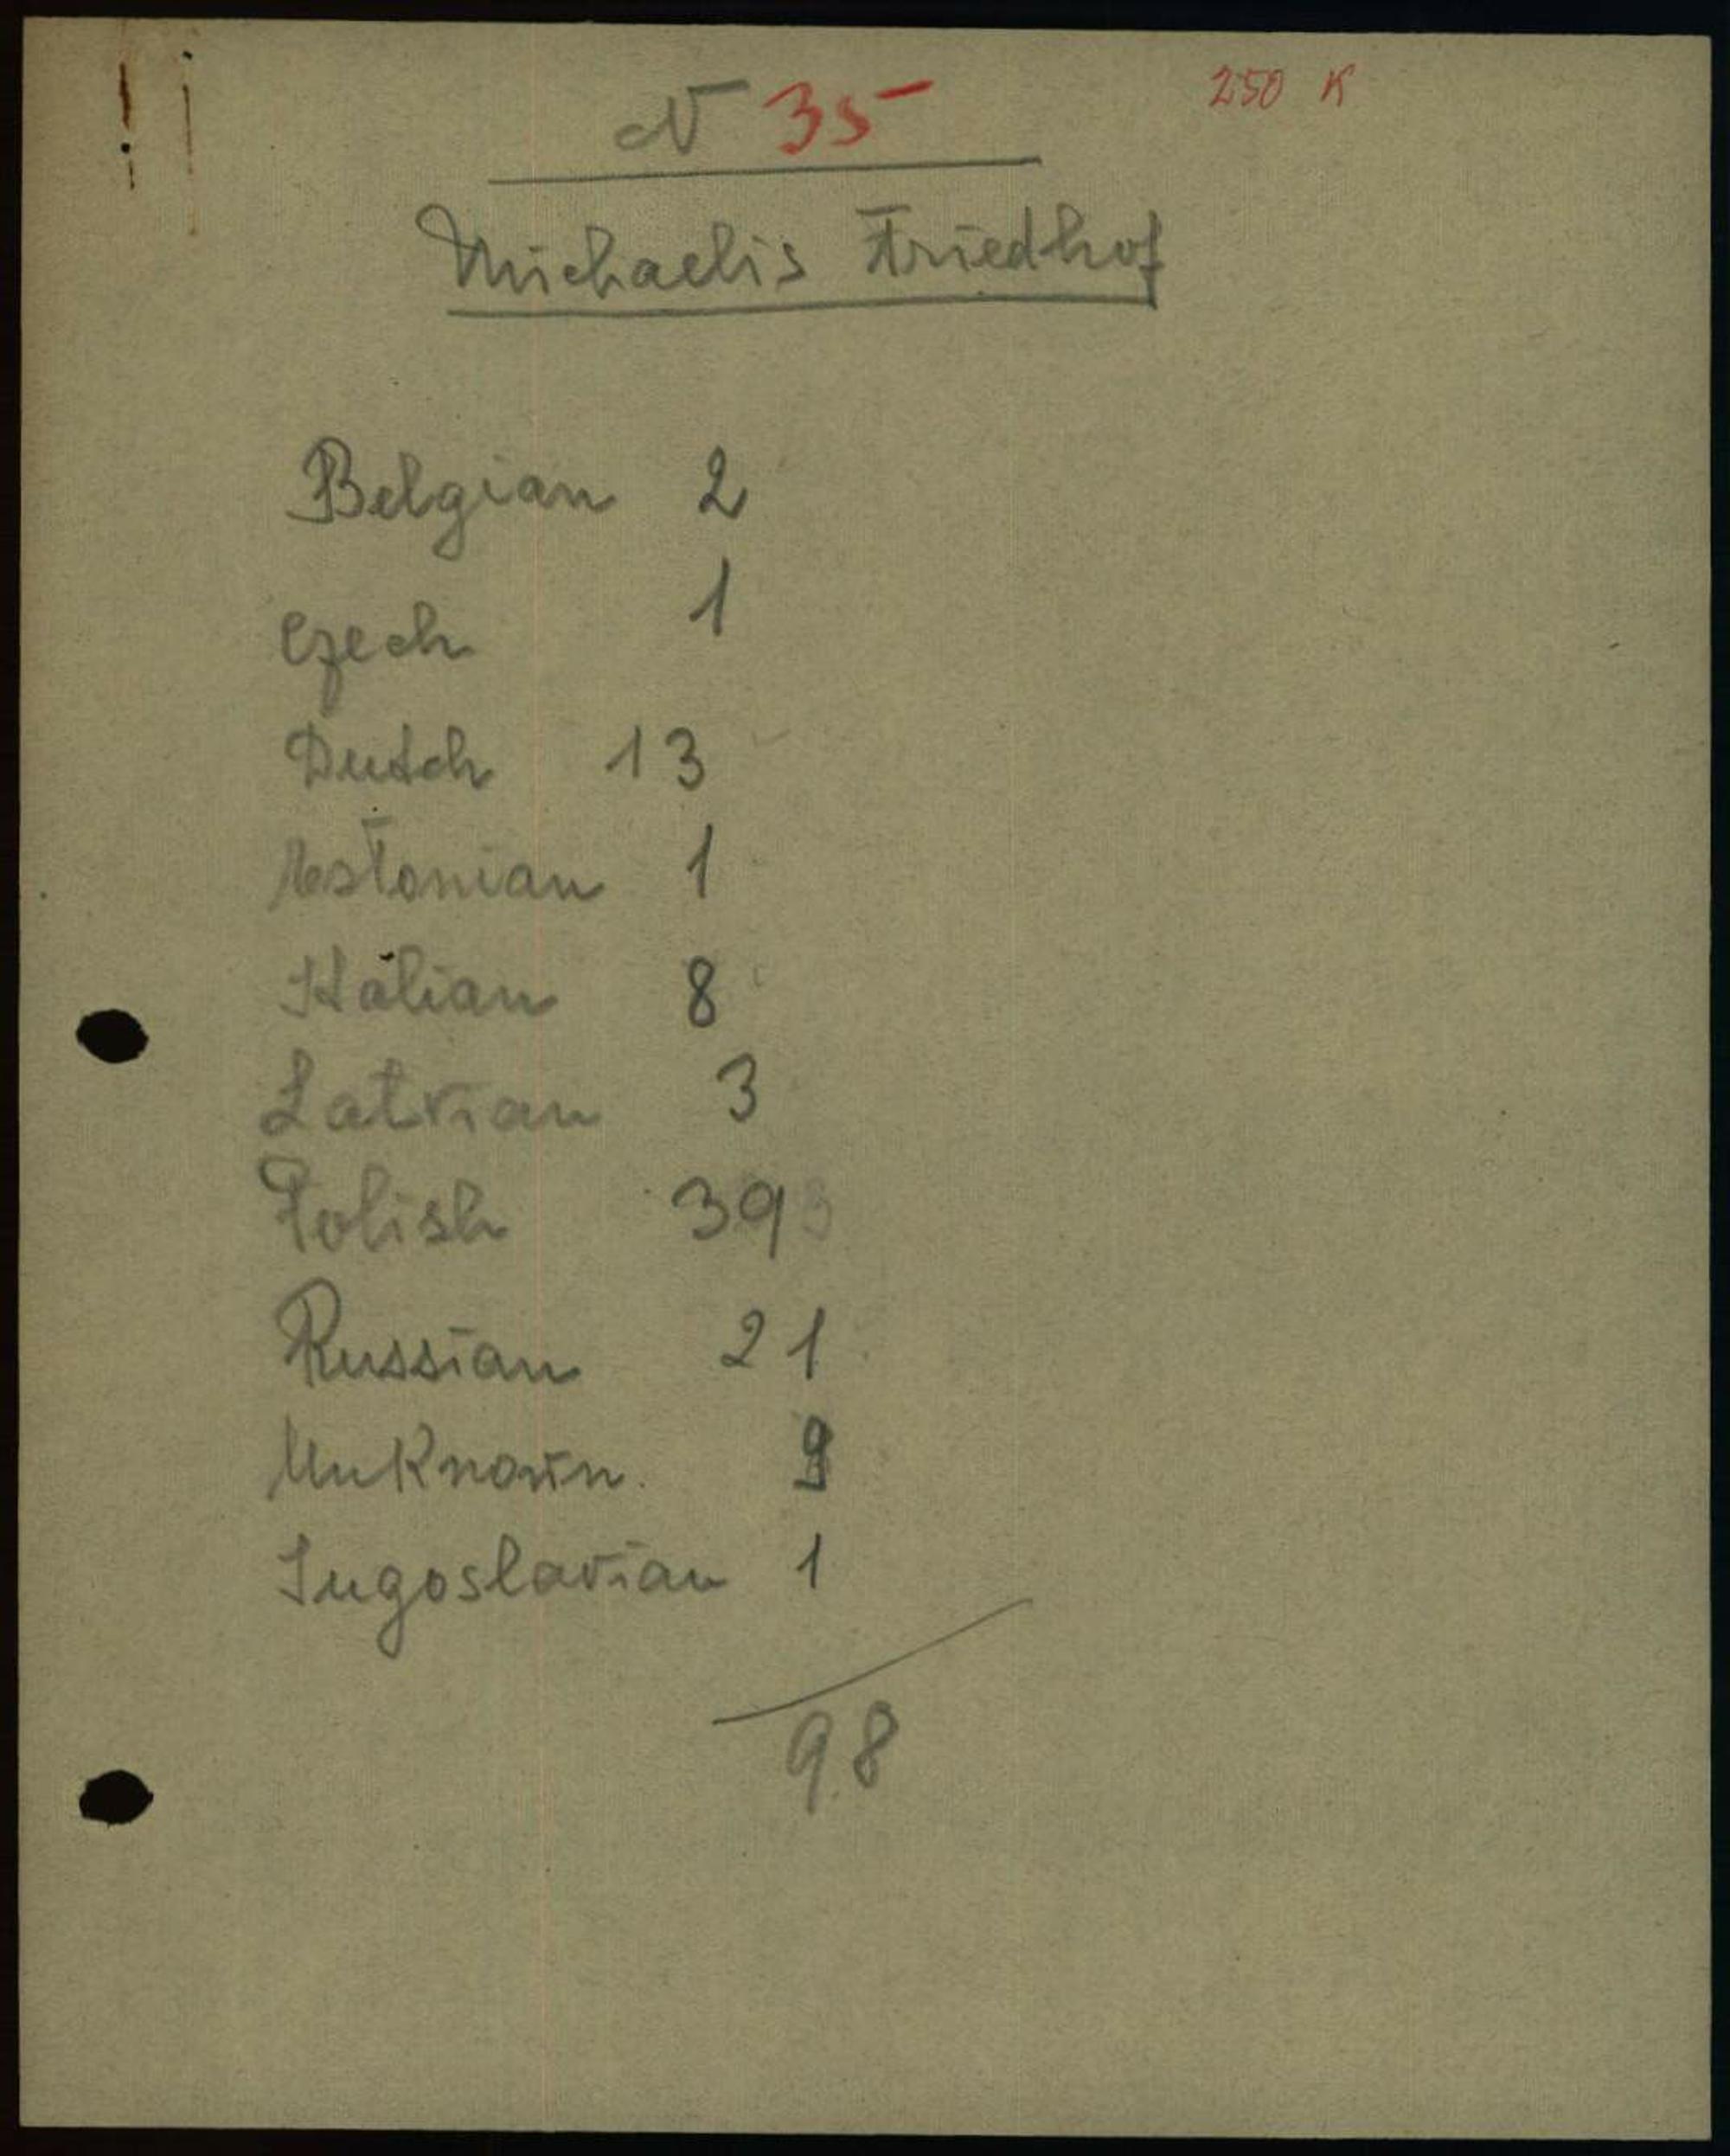 250 K
N 35
Michaelis Friedhof
Belgian 2
Czech 1
Dutch 13
Estonian 1
Italian 8
Latvian 3
Polish 39
Russian 21
UnKnown. 9
Iugoslavian 1
98